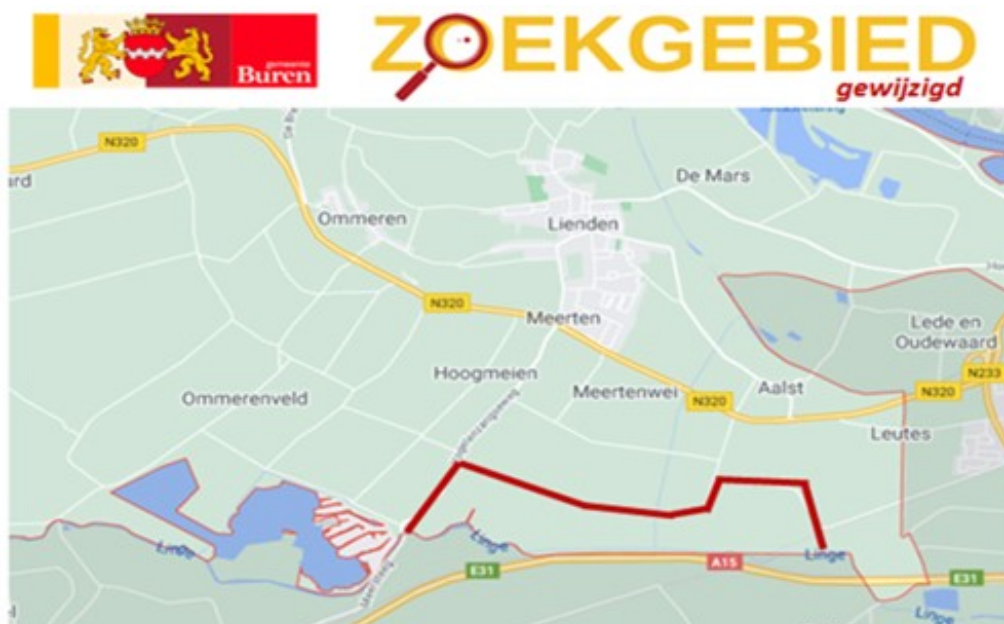 gemeente
Buren
ZOEKGEBIED
gewijzigd
N320
De Mars
Ommeren
Lienden
N320
Meerten
Lede en
Oudewaard
N233
Hoogmeien
Ommerenveld
Meertenwei
Aalst
N320
N320
Leutes
Linge
Linge
Linge
A15
E31
E31
Linge